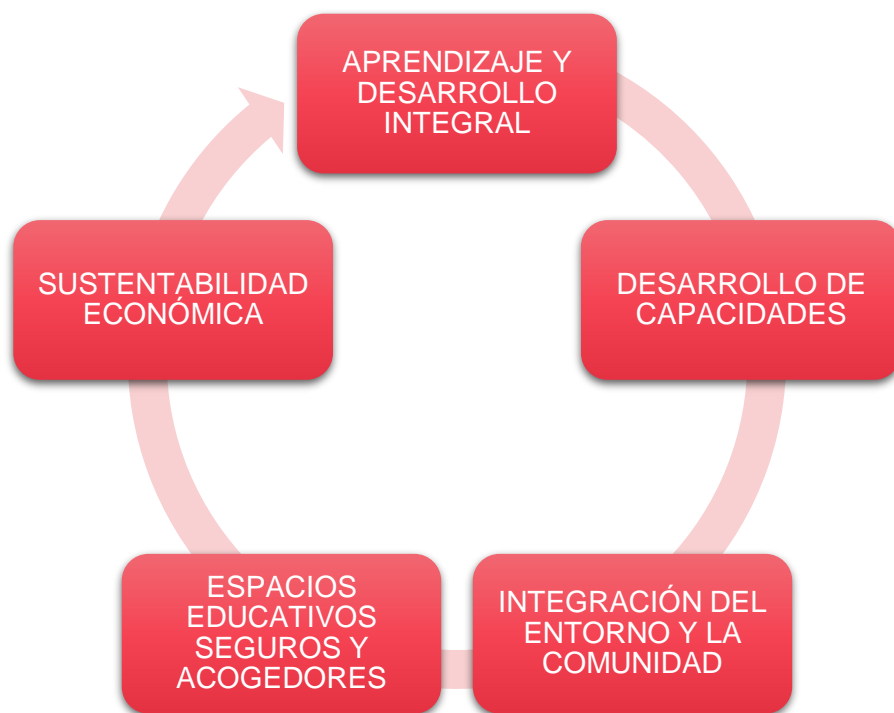 APRENDIZAJE Y
DESARROLLO
INTEGRAL
DESARROLLO DE
CAPACIDADES
INTEGRACIÓN DEL
ENTORNO Y LA
COMUNIDAD
ESPACIOS
EDUCATIVOS
SEGUROS Y
ACOGEDORES
SUSTENTABILIDAD
ECONÓMICA